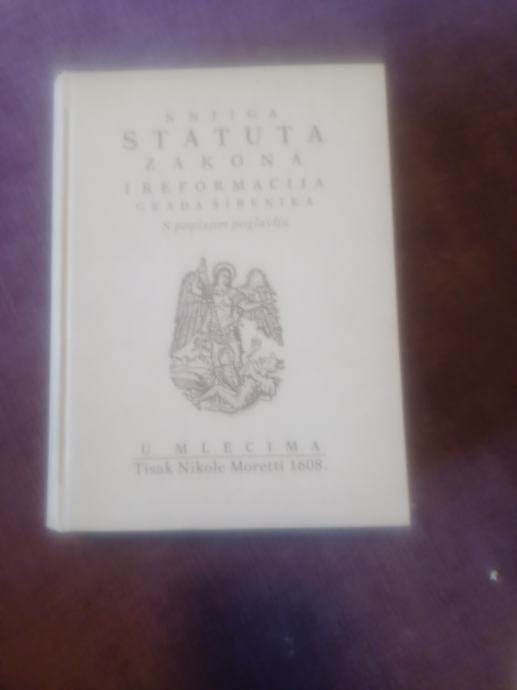 KNJIGA
STATUTA
ZAKONA
I REFORMACIJA
GRADA ŠIBENIKA
S popisom poglavlja
U MLECIMA
Tisak Nikole Moretti 1608.